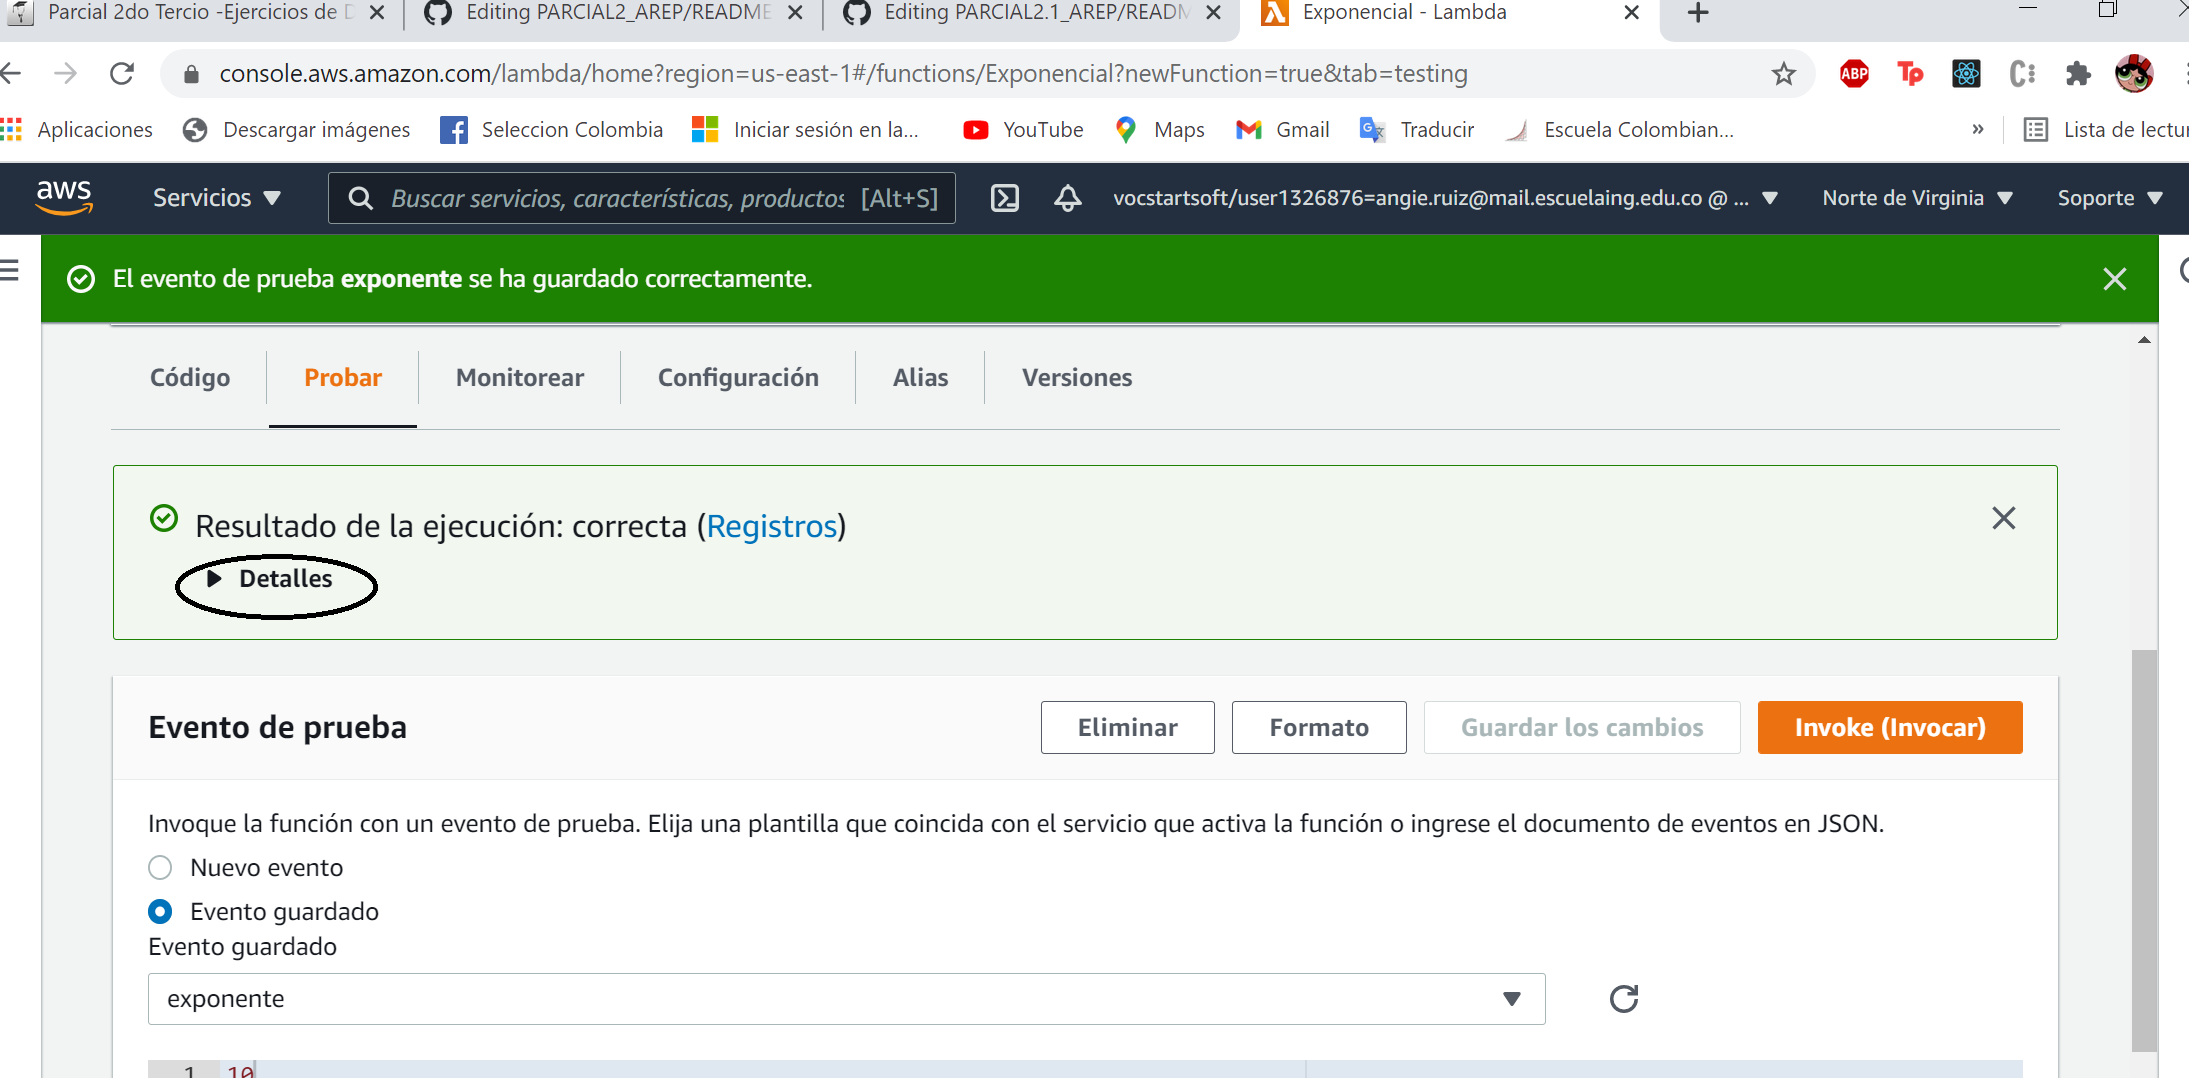 Parcial 2do Tercio -Ejercicios de D
Editing PARCIAL2_AREP/README
Editing PARCIAL2.1_AREP/READM
Exponencial - Lambda
console.aws.amazon.com/lambda/home?region=us-east-1#/functions/Exponencial?newFunction=true&tab=testing
ABP
Tp
Aplicaciones
Descargar imágenes
Seleccion Colombia
Iniciar sesión en la...
YouTube
Maps
Gmail
Traducir
Escuela Colombian...
»
Lista de lectur
aws
Servicios
Buscar servicios, características, productos [Alt+S]
vocstartsoft/user1326876=angie.ruiz@mail.escuelaing.edu.co @ ...
Norte de Virginia
Soporte
El evento de prueba exponente se ha guardado correctamente.
Código
Probar
Monitorear
Configuración
Alias
Versiones
Resultado de la ejecución: correcta (Registros)
Detalles
Evento de prueba
Eliminar
Formato
Guardar los cambios
Invoke (Invocar)
Invoque la función con un evento de prueba. Elija una plantilla que coincida con el servicio que activa la función o ingrese el documento de eventos en JSON.
Nuevo evento
Evento guardado
Evento guardado
exponente
1 10